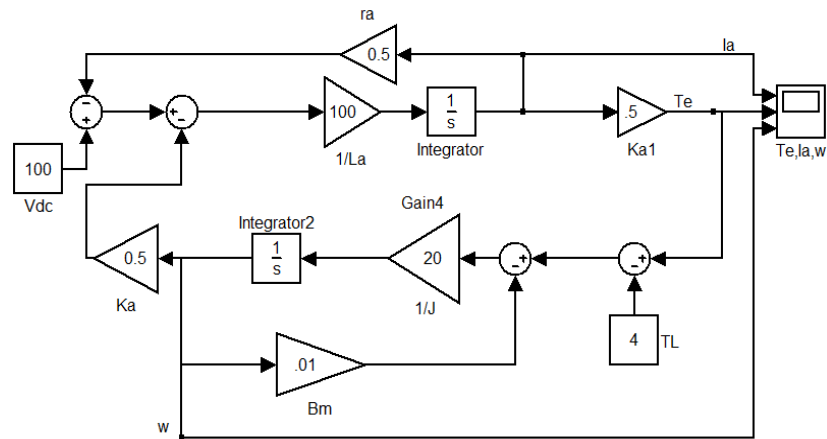 ra
0.5
Ia
100
1/La
1
s
Integrator
.5
Te
Ka1
Te,Ia,w
100
Vdc
Gain4
Integrator2
0.5
Ka
1
s
20
1/J
4
TL
.01
Bm
w